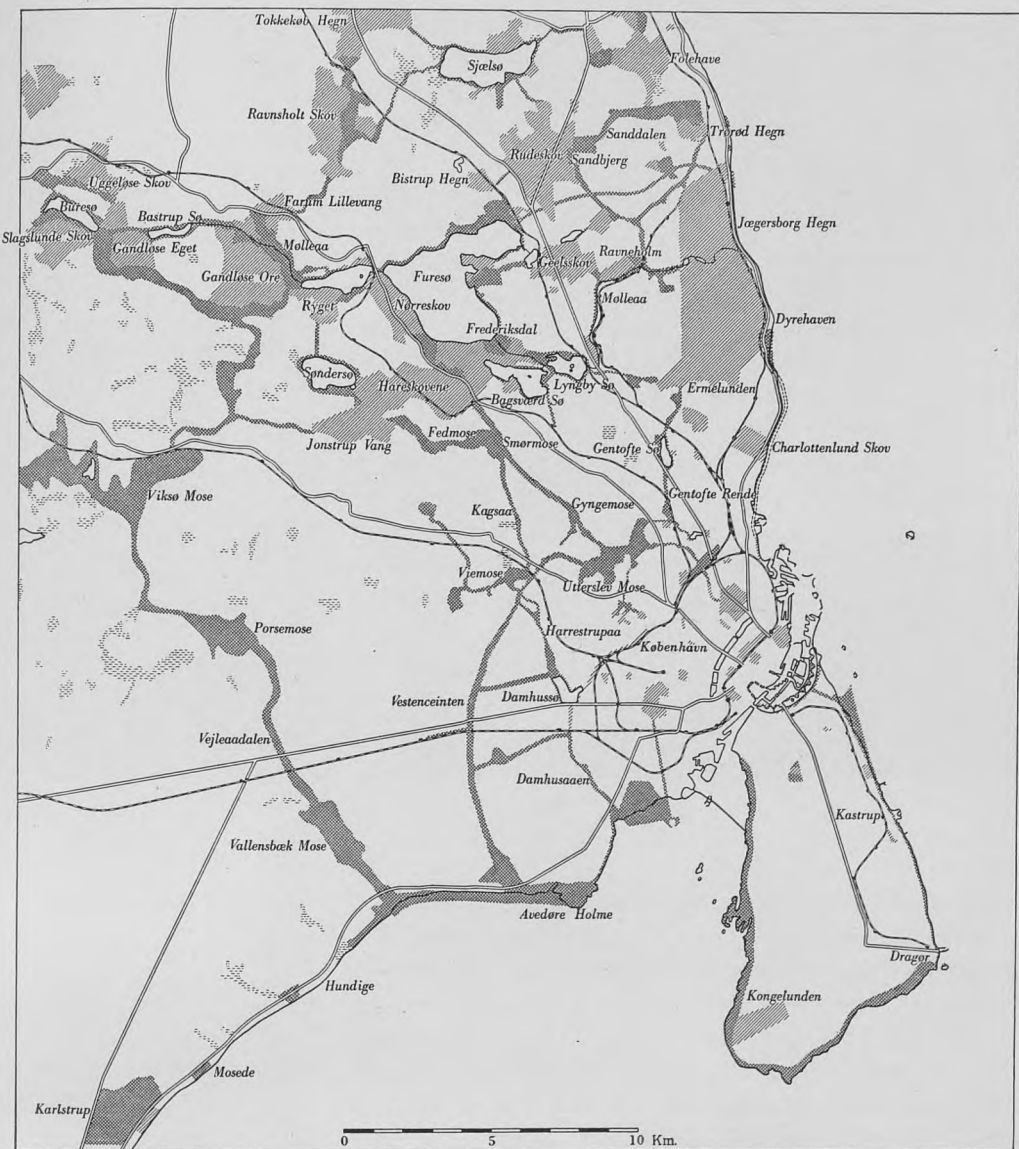 Tokkekøb Hegn
Sjælsø
Folehave
Ravnsholt Skov
Sanddalen
Trørød Hegn
Rudeskov
Sandbjerg
Bistrup Hegn
Uggeløse Skov
Farum Lillevang
Buresø
Bastrup Sø
Jægersborg Hegn
Slagslunde Skov
Gandløse Eget
Mølleaa
Ravneholm
Geelsskov
Gandløse Ore
Furesø
Mølleaa
Ryget
Nørreskov
Dyrehaven
Frederiksdal
Søndersø
Hareskovene
Lyngby Sø
Ermelunden
Bagsværd Sø
Jonstrup Vang
Fedmose
Smørmose
Gentofte Sø
Charlottenlund Skov
Viksø Mose
Gentofte Rende
Kagsaa
Gyngemose
Viemose
Utterslev Mose
Porsemose
Harrestrupaa
København
Vestenceinten
Damhussø
Vejleaadalen
Damhusaaen
Kastrup
Vallensbæk Mose
Avedøre Holme
Dragør
Hundige
Kongelunden
Mosede
Karlstrup
0 5 10 Km.